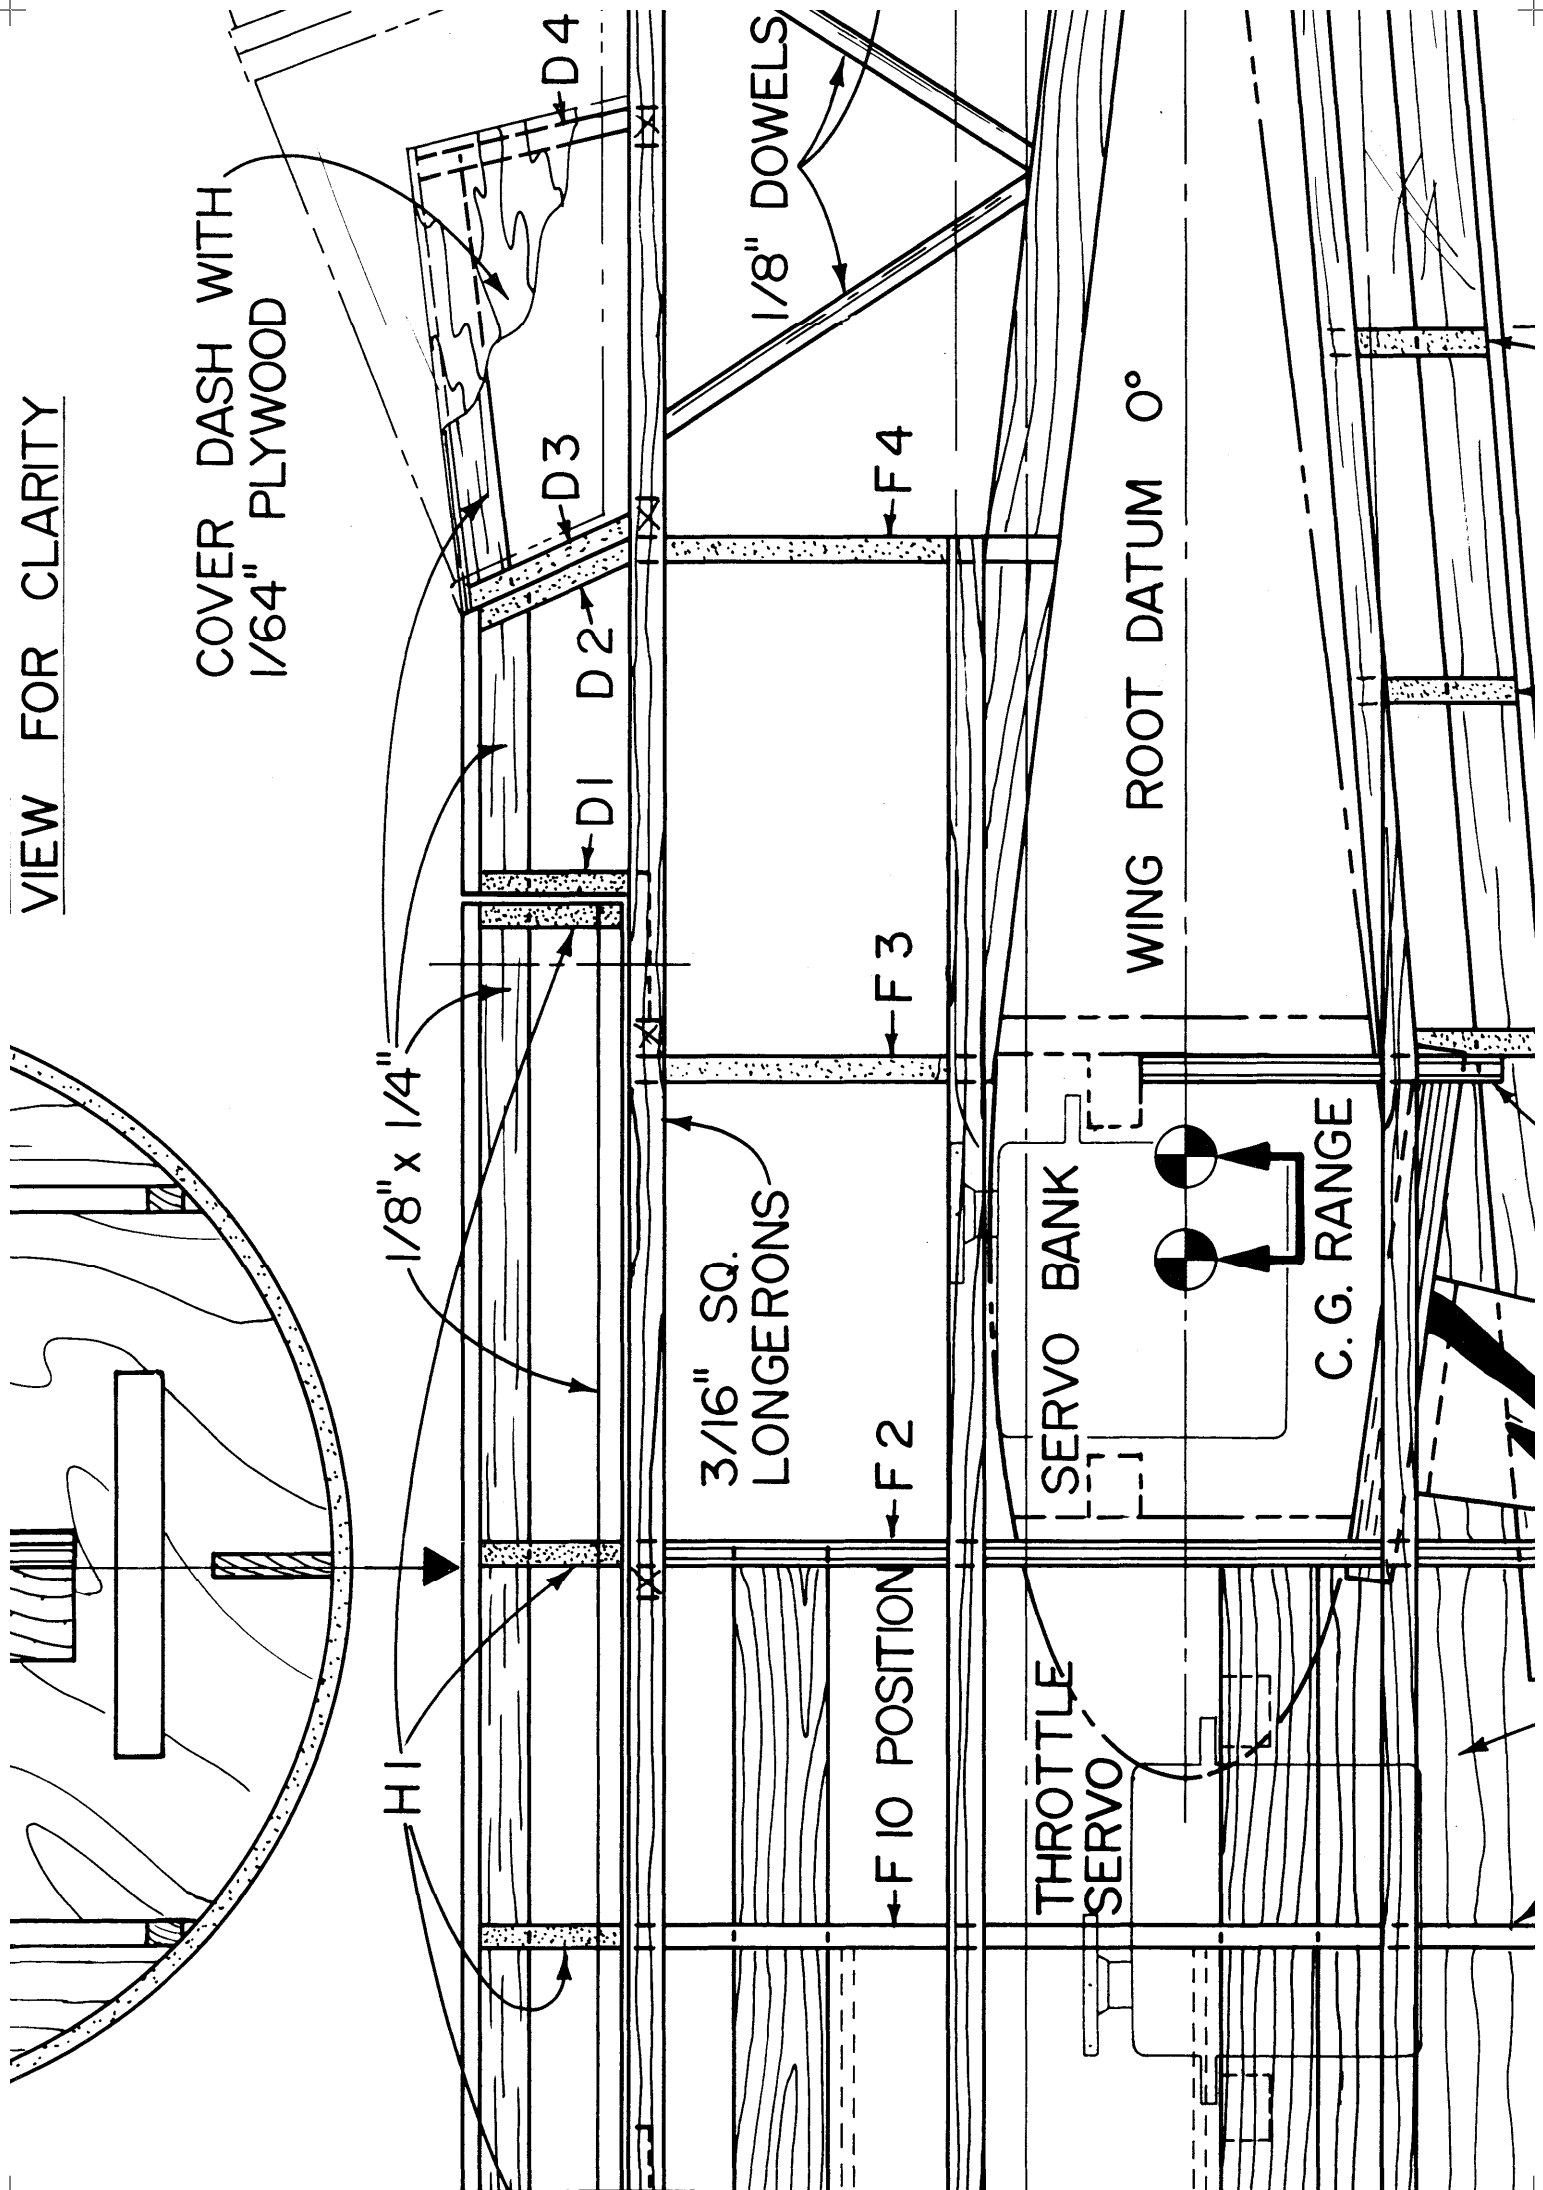 VIEW FOR CLARITY
COVER DASH WITH
1/64" PLYWOOD
D4
1/8" DOWELS
D3
D2
D1
1/8" x 1/4"
H1
3/16" SQ.
LONGERONS
F4
F3
F2
F10 POSITION
WING ROOT DATUM 0°
SERVO BANK
C.G. RANGE
THROTTLE
SERVO